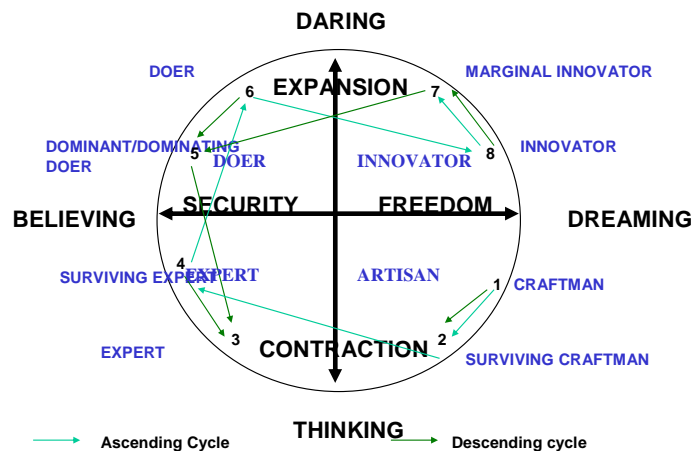 DARING
DOER
6
EXPANSION
7
MARGINAL INNOVATOR
DOMINANT/DOMINATING
DOER
5
DOER
INNOVATOR
8
INNOVATOR
BELIEVING
SECURITY
FREEDOM
DREAMING
4
SURVIVING EXPERT
EXPERT
ARTISAN
1
CRAFTMAN
EXPERT
3
CONTRACTION
2
SURVIVING CRAFTMAN
THINKING
Ascending Cycle
Descending cycle